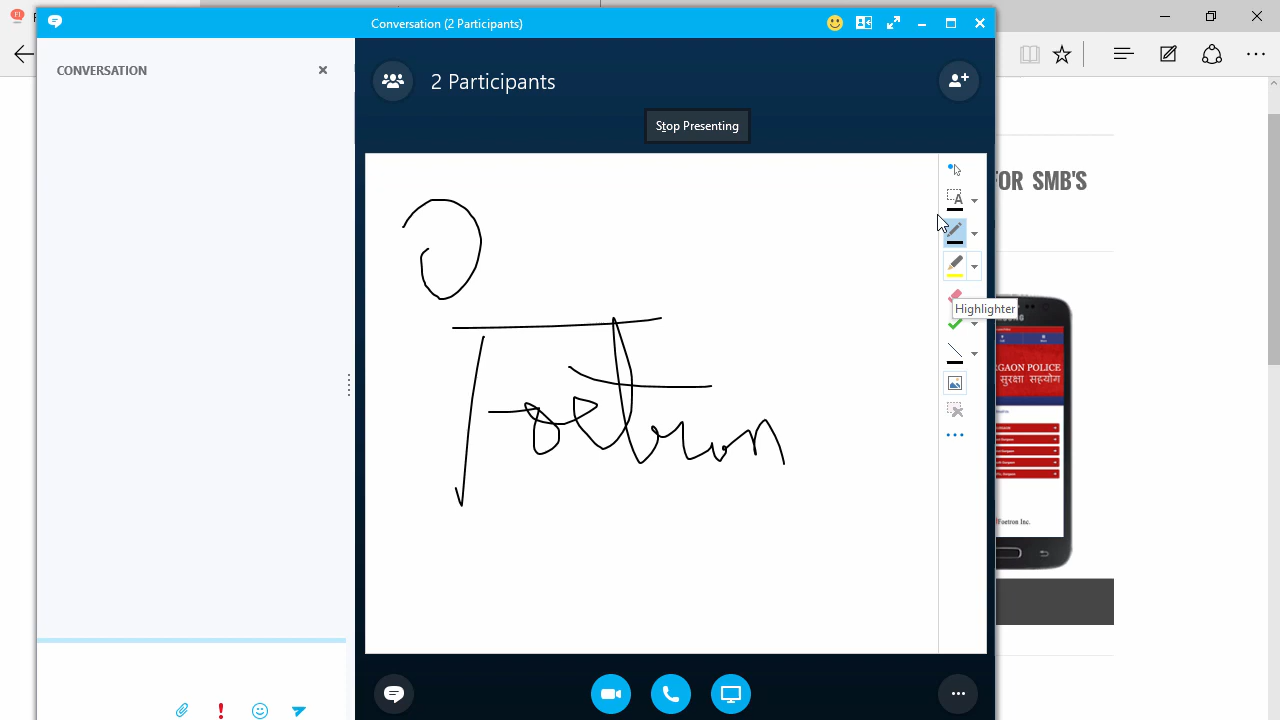 Conversation (2 Participants)
CONVERSATION
2 Participants
Stop Presenting
Foetron
A
Highlighter
FOR SMB'S
GAON POLICE
सुरक्षा सहयोग
Foetron Inc.